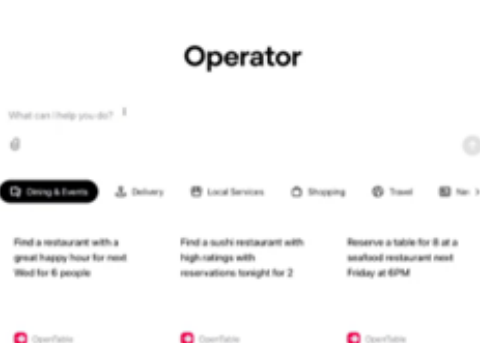 Operator
What can I help you do?
Dining & Events Delivery Local Services Shopping Travel
Find a restaurant with a
great happy hour for next
Wed for 6 people
Find a sushi restaurant with
high ratings with
reservations tonight for 2
Reserve a table for 8 at a
seafood restaurant next
Friday at 6PM
OpenTable OpenTable OpenTable